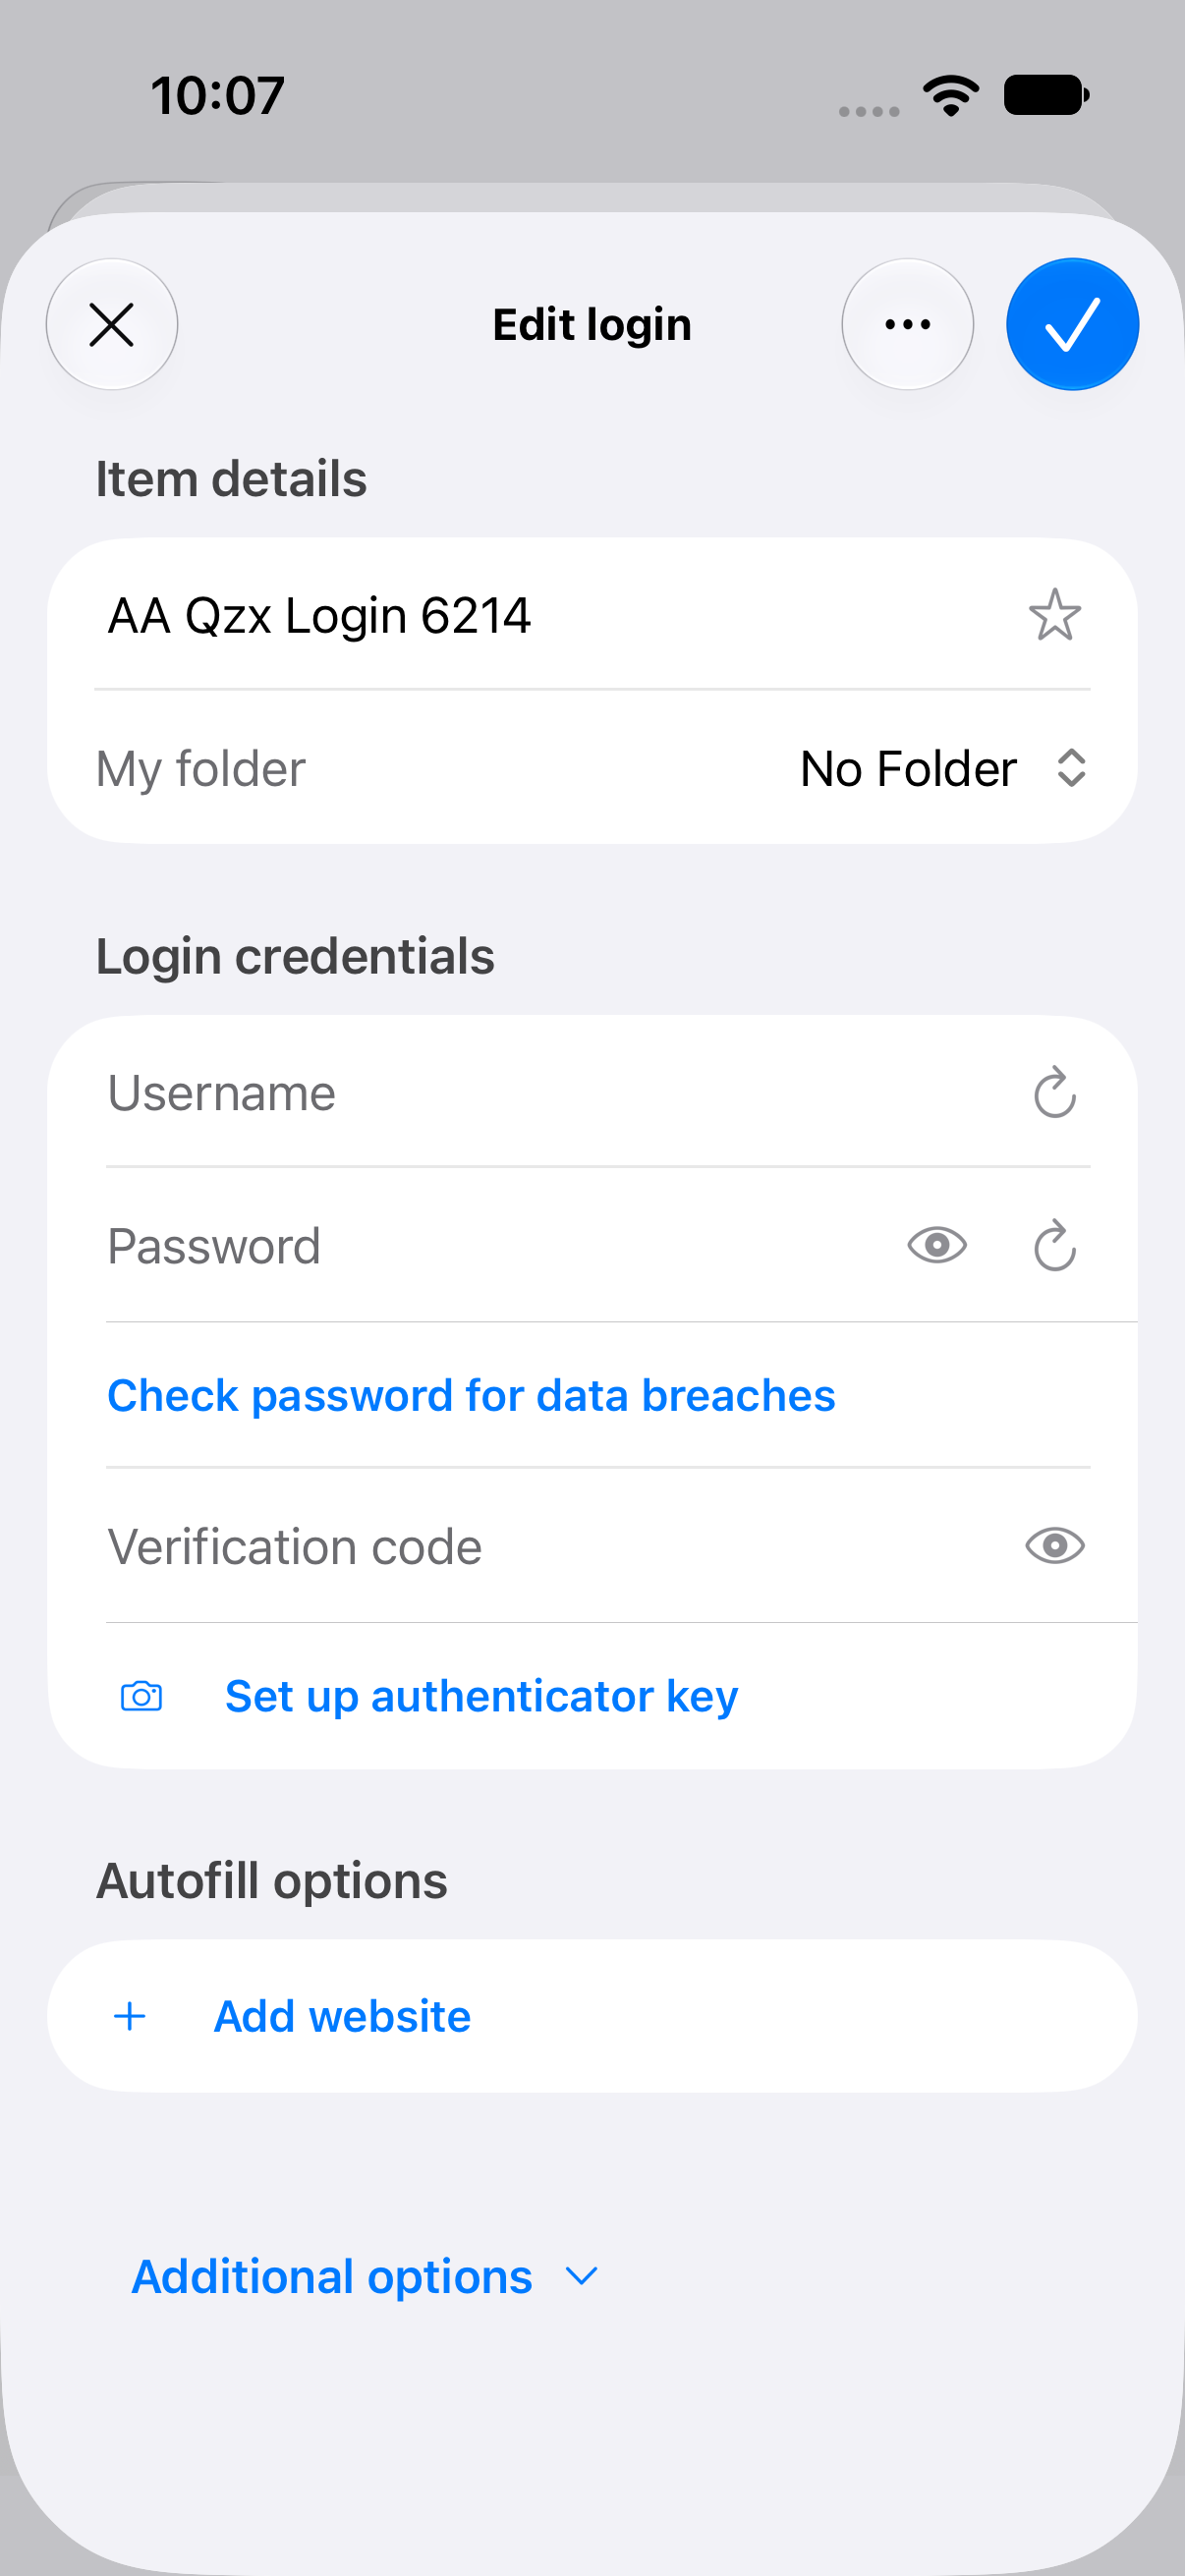 10:07
Edit login
Item details
AA Qzx Login 6214
My folder No Folder
Login credentials
Username
Password
Check password for data breaches
Verification code
Set up authenticator key
Autofill options
Add website
Additional options